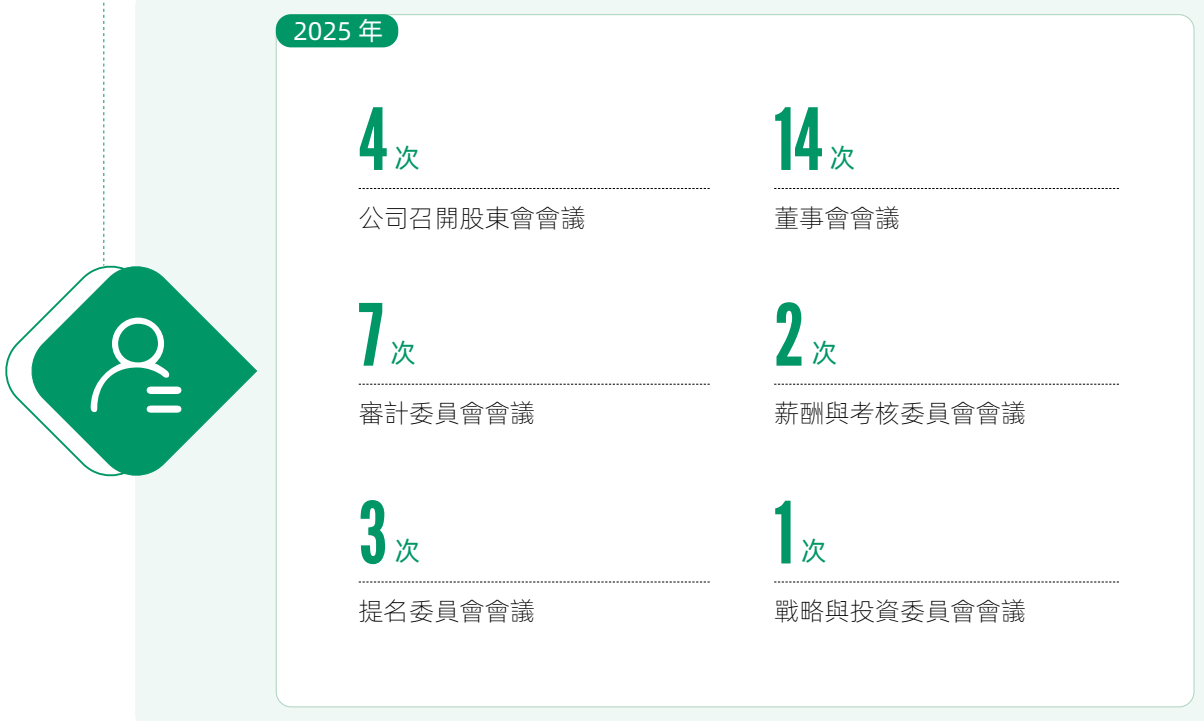 2025 年
4 次
公司召開股東會會議
14 次
董事會會議
7 次
審計委員會會議
2 次
薪酬與考核委員會會議
3 次
提名委員會會議
1 次
戰略與投資委員會會議